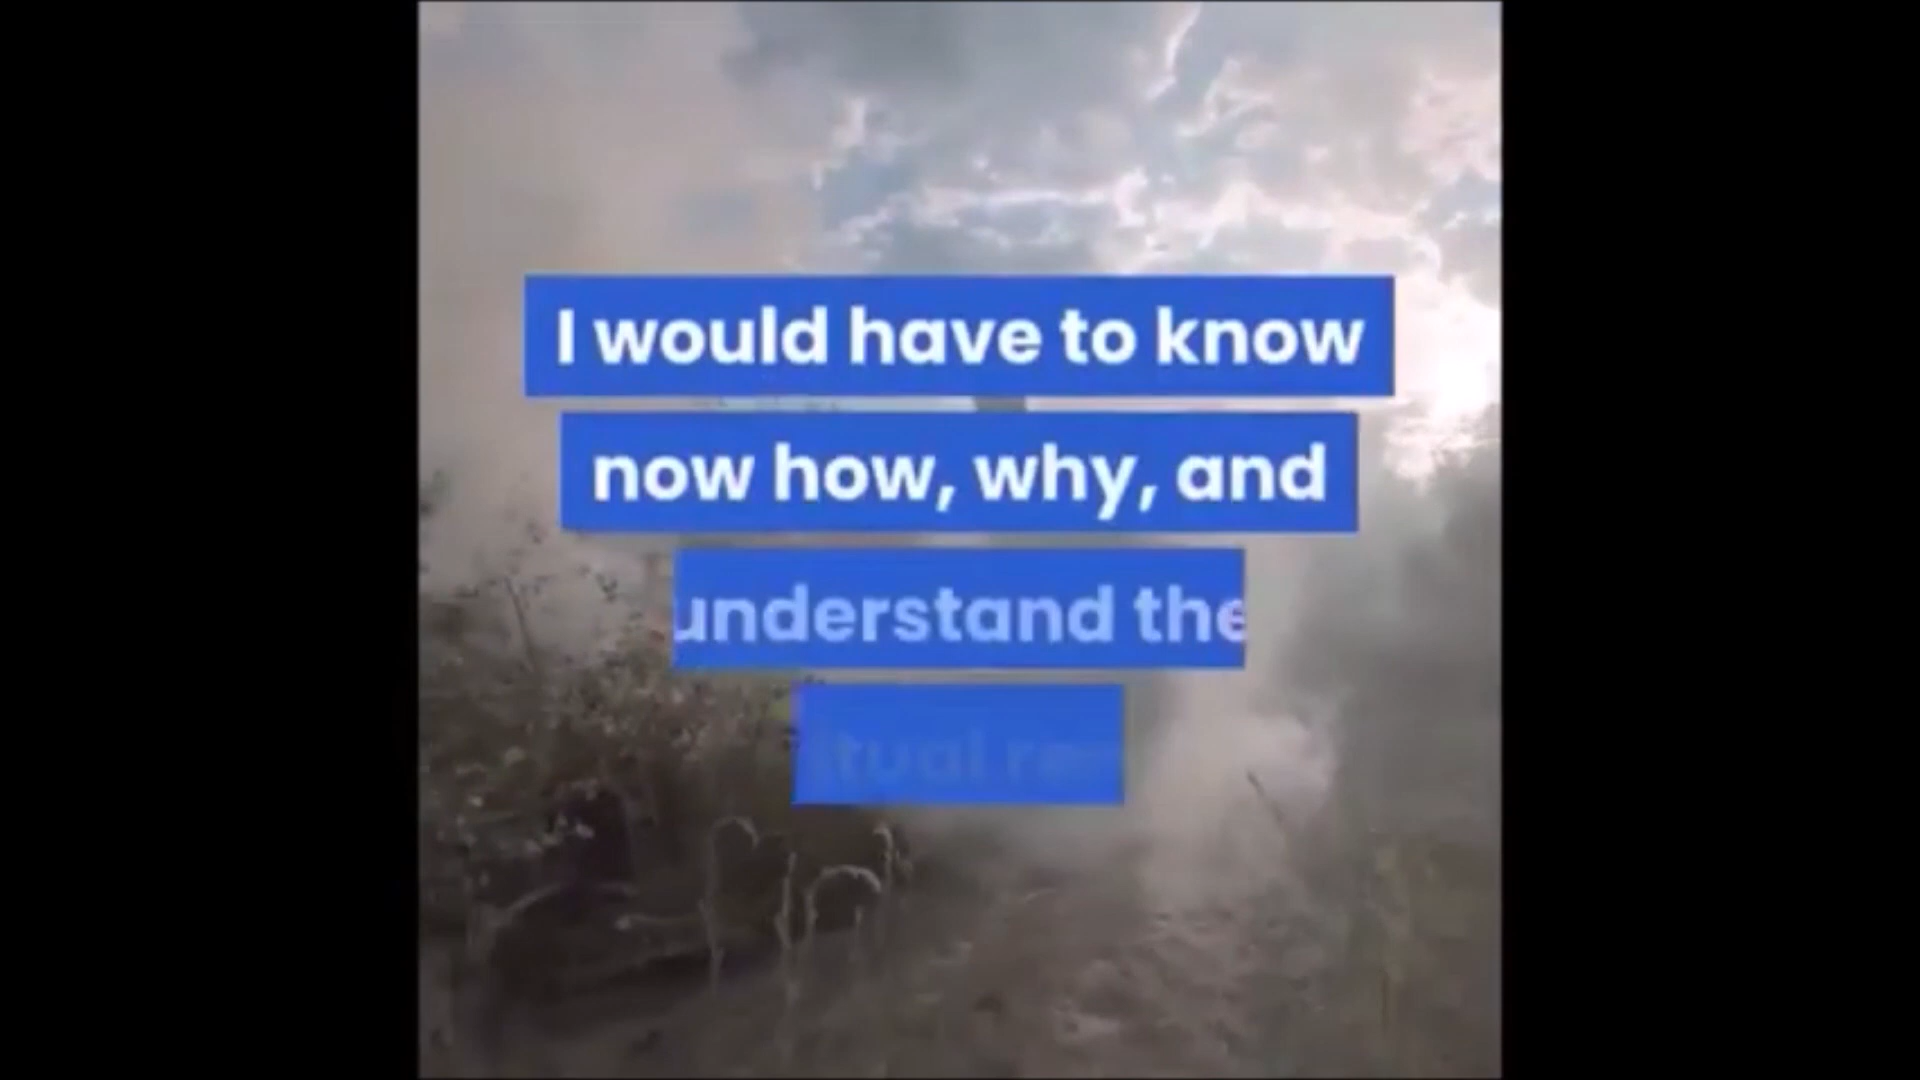 I would have to know
now how, why, and
understand the